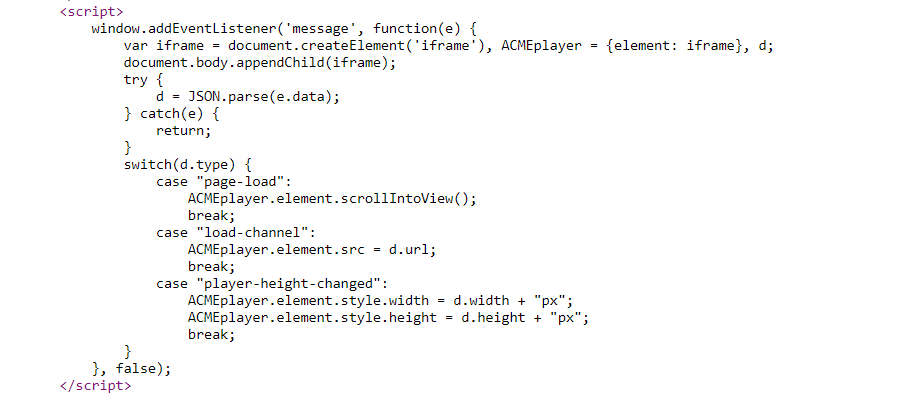 <script>
window.addEventListener('message', function(e) {
var iframe = document.createElement('iframe'), ACMEplayer = {element: iframe}, d;
document.body.appendChild(iframe);
try {
d = JSON.parse(e.data);
} catch(e) {
return;
}
switch(d.type) {
case "page-load":
ACMEplayer.element.scrollIntoView();
break;
case "load-channel":
ACMEplayer.element.src = d.url;
break;
case "player-height-changed":
ACMEplayer.element.style.width = d.width + "px";
ACMEplayer.element.style.height = d.height + "px";
break;
}
}, false);
</script>